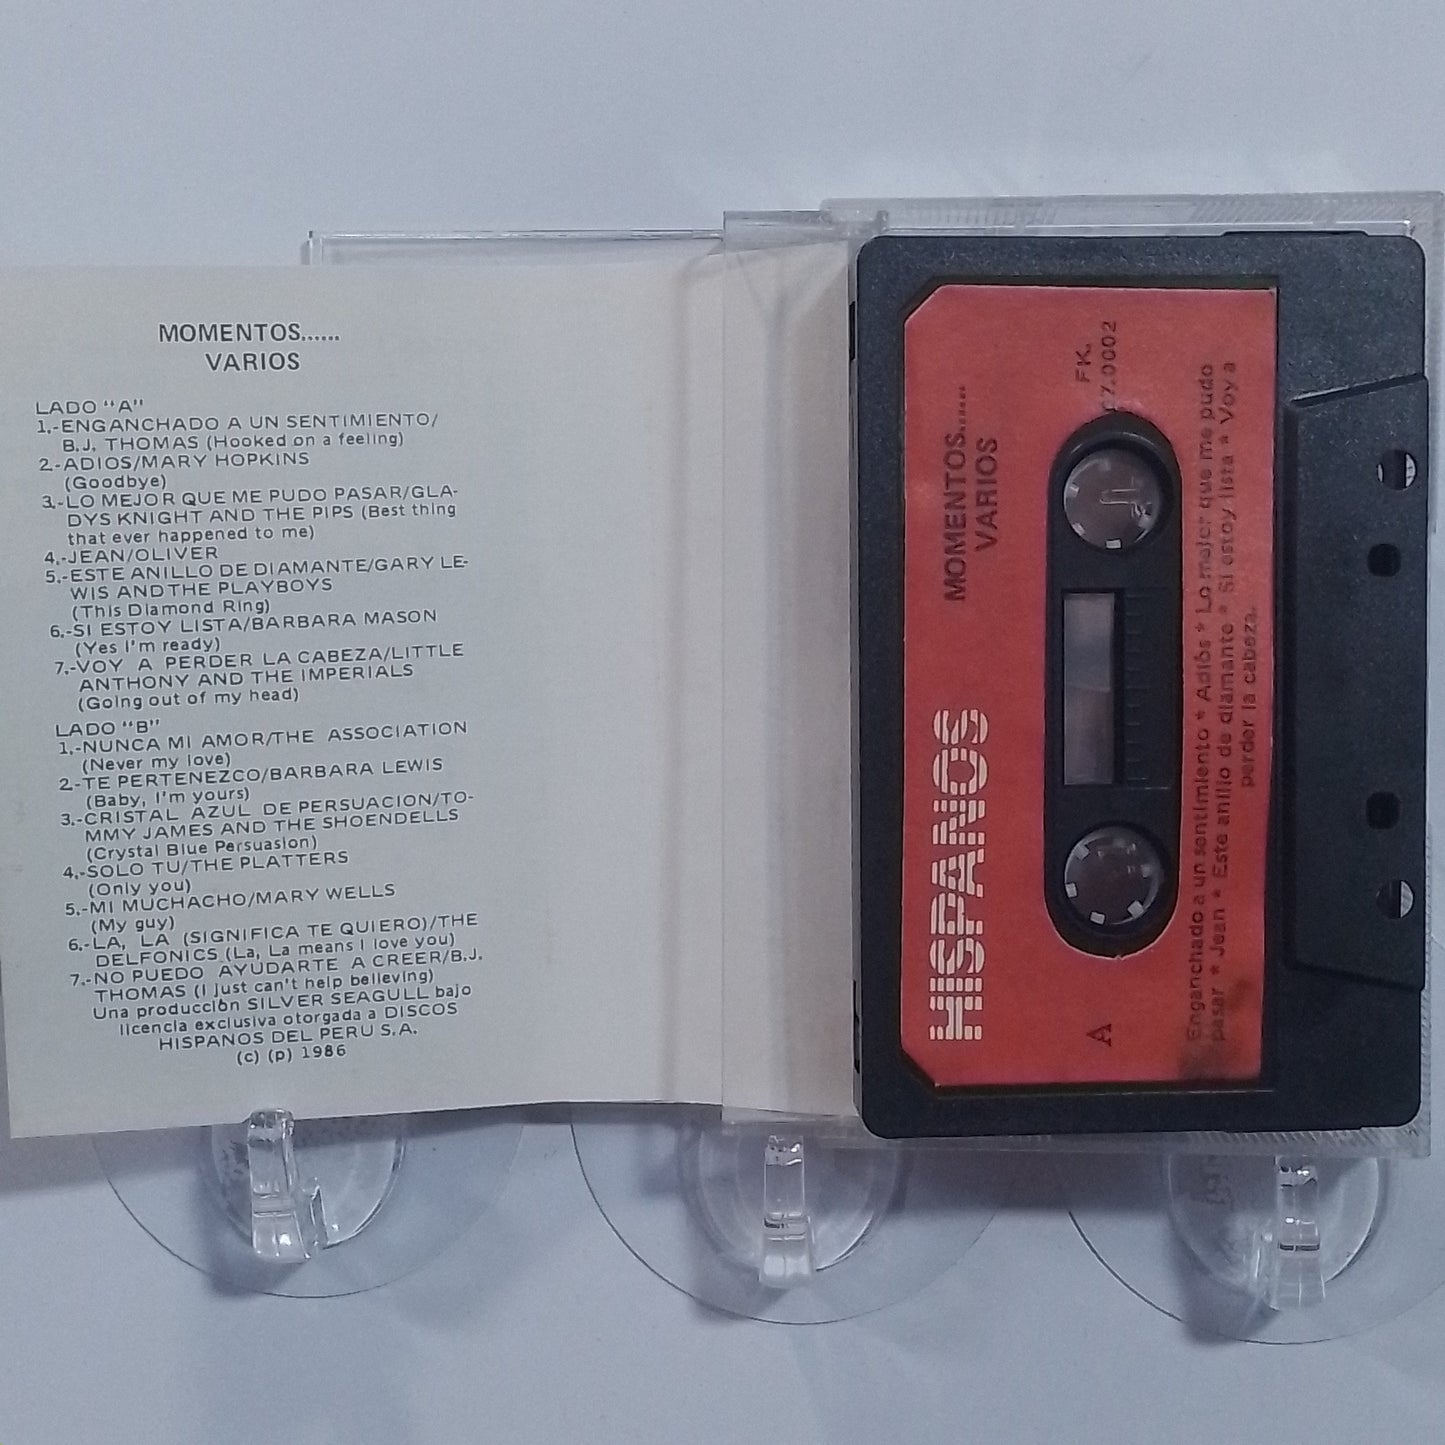 MOMENTOS......
VARIOS
LADO "A"
1.-ENGANCHADO A UN SENTIMIENTO/
B.J. THOMAS (Hooked on a feeling)
2.-ADIOS/MARY HOPKINS
(Goodbye)
3.-LO MEJOR QUE ME PUDO PASAR/GLA-
DYS KNIGHT AND THE PIPS (Best thing
that ever happened to me)
4.-JEAN/OLIVER
5.-ESTE ANILLO DE DIAMANTE/GARY LE-
WIS AND THE PLAYBOYS
(This Diamond Ring)
6.-SI ESTOY LISTA/BARBARA MASON
(Yes I'm ready)
7.-VOY A PERDER LA CABEZA/LITTLE
ANTHONY AND THE IMPERIALS
(Going out of my head)
LADO "B"
1.-NUNCA MI AMOR/THE ASSOCIATION
(Never my love)
2.-TE PERTENEZCO/BARBARA LEWIS
(Baby, I'm yours)
3.-CRISTAL AZUL DE PERSUACION/TO-
MMY JAMES AND THE SHOENDELLS
(Crystal Blue Persuasion)
4.-SOLO TU/THE PLATTERS
(Only you)
5.-MI MUCHACHO/MARY WELLS
(My guy)
6.-LA, LA (SIGNIFICA TE QUIERO)/THE
DELFONICS (La, La means I love you)
7.-NO PUEDO AYUDARTE A CREER/B.J.
THOMAS (I just can't help believing)
Una producción SILVER SEAGULL bajo
licencia exclusiva otorgada a DISCOS
HISPANOS DEL PERU S.A.
(c) (p) 1986
HISPANOS
MOMENTOS......
VARIOS
A
FK.
07.0002
Enganchado a un sentimiento * Adiós * Lo mejor que me pudo
pasar * Jean * Este anillo de diamante * Si estoy lista * Voy a
perder la cabeza.